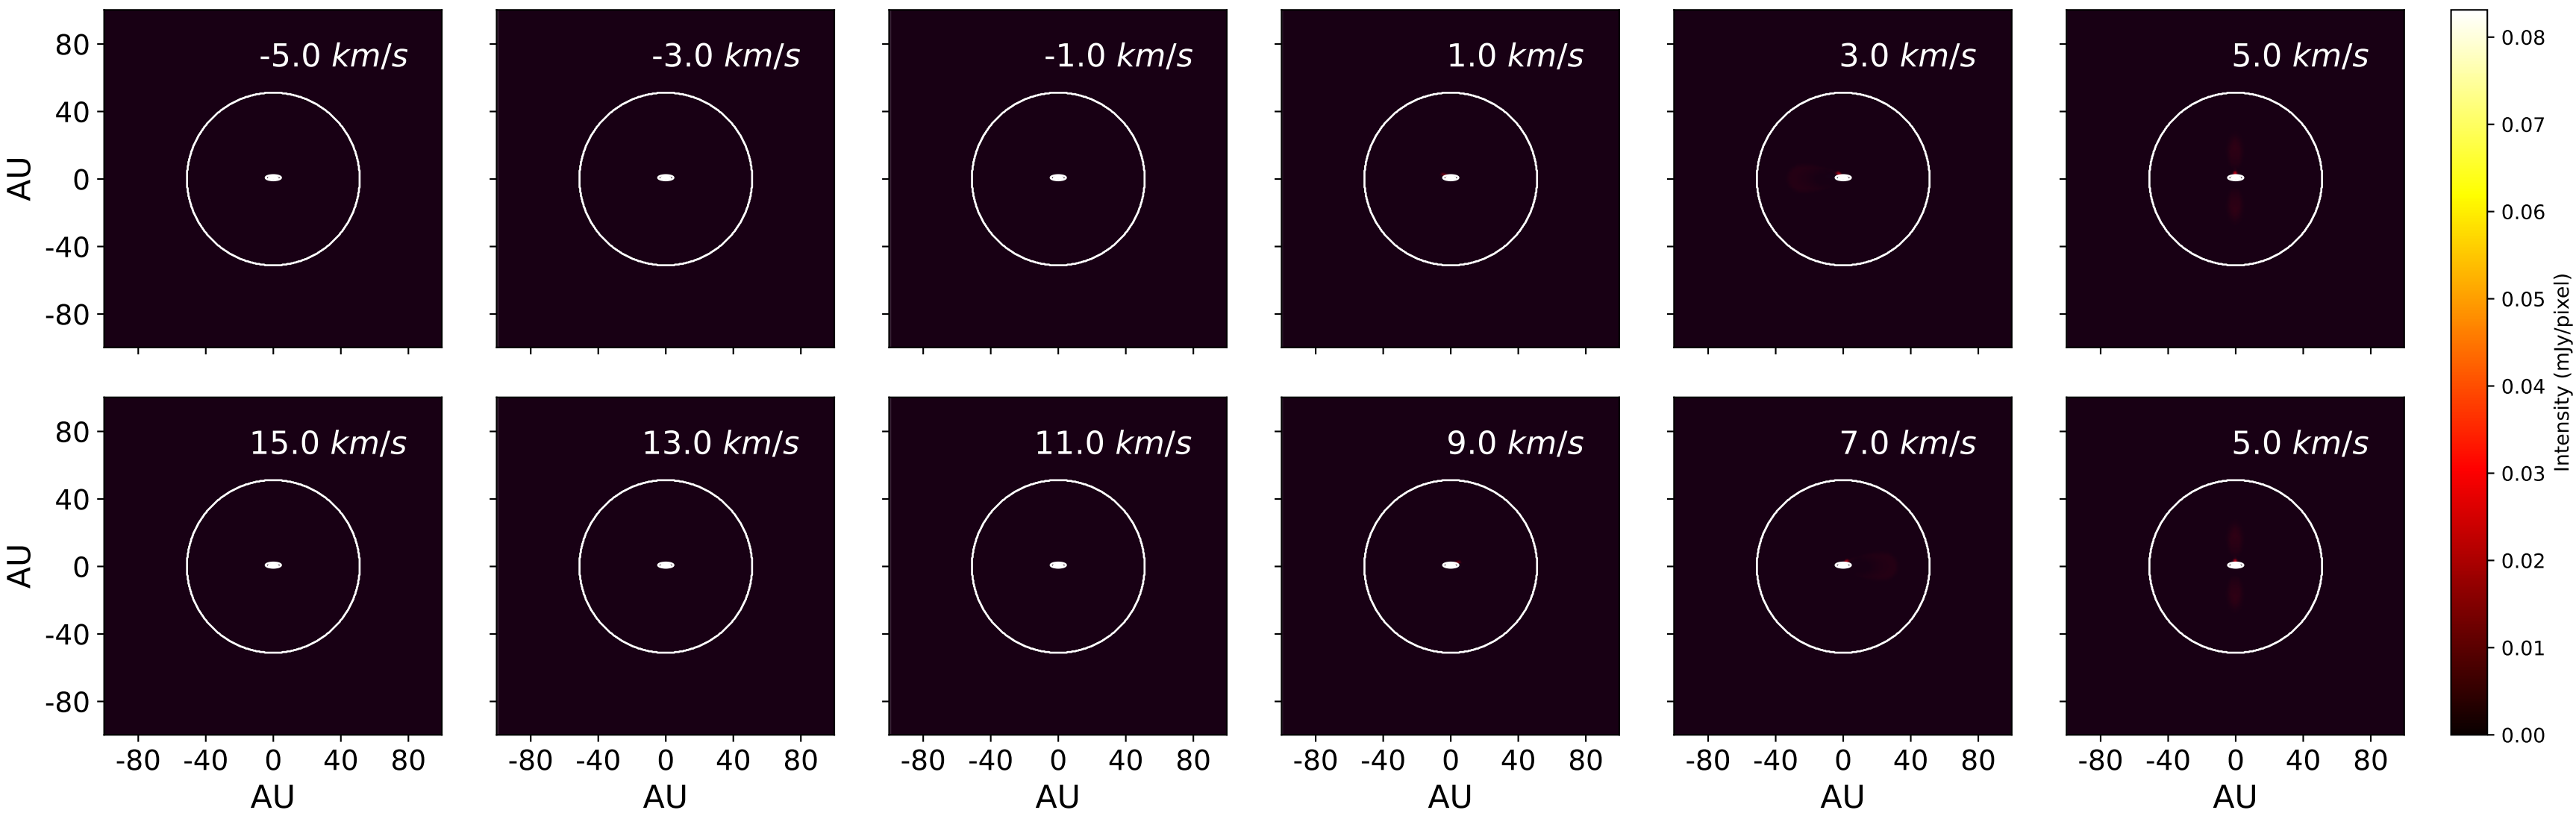 -5.0 km/s
-3.0 km/s
-1.0 km/s
1.0 km/s
3.0 km/s
5.0 km/s
80
40
0
-40
-80
AU
15.0 km/s
13.0 km/s
11.0 km/s
9.0 km/s
7.0 km/s
5.0 km/s
80
40
0
-40
-80
AU
-80 -40 0 40 80
-80 -40 0 40 80
-80 -40 0 40 80
-80 -40 0 40 80
-80 -40 0 40 80
-80 -40 0 40 80
AU
AU
AU
AU
AU
AU
0.08
0.07
0.06
0.05
0.04
0.03
0.02
0.01
0.00
Intensity (mJy/pixel)